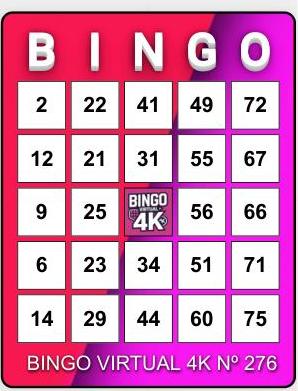 B I N G O
2 22 41 49 72
12 21 31 55 67
9 25 BINGO VIRTUAL 4K 56 66
6 23 34 51 71
14 29 44 60 75
BINGO VIRTUAL 4K Nº 276